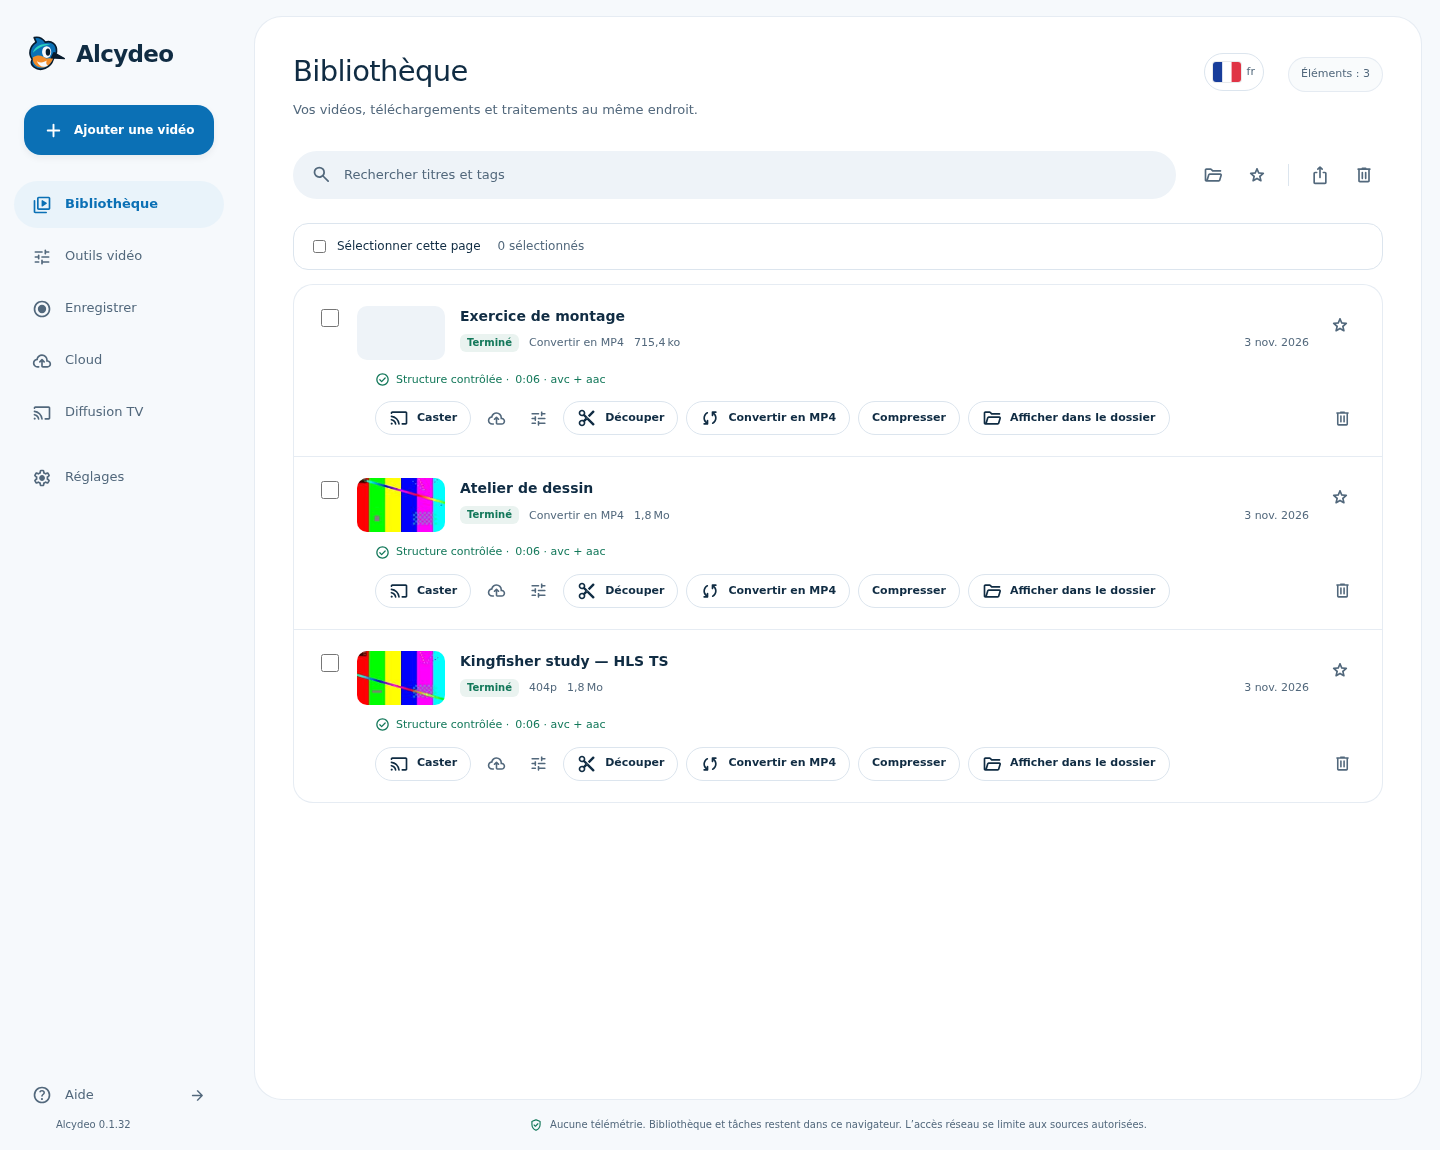 Alcydeo
Ajouter une vidéo
Bibliothèque
Outils vidéo
Enregistrer
Cloud
Diffusion TV
Réglages
Aide
Alcydeo 0.1.32
Bibliothèque
fr
Éléments : 3
Vos vidéos, téléchargements et traitements au même endroit.
Rechercher titres et tags
Sélectionner cette page 0 sélectionnés
Exercice de montage
Terminé Convertir en MP4 715,4 ko 3 nov. 2026
Structure contrôlée · 0:06 · avc + aac
Caster Découper Convertir en MP4 Compresser Afficher dans le dossier
Atelier de dessin
Terminé Convertir en MP4 1,8 Mo 3 nov. 2026
Structure contrôlée · 0:06 · avc + aac
Caster Découper Convertir en MP4 Compresser Afficher dans le dossier
Kingfisher study — HLS TS
Terminé 404p 1,8 Mo 3 nov. 2026
Structure contrôlée · 0:06 · avc + aac
Caster Découper Convertir en MP4 Compresser Afficher dans le dossier
Aucune télémétrie. Bibliothèque et tâches restent dans ce navigateur. L’accès réseau se limite aux sources autorisées.